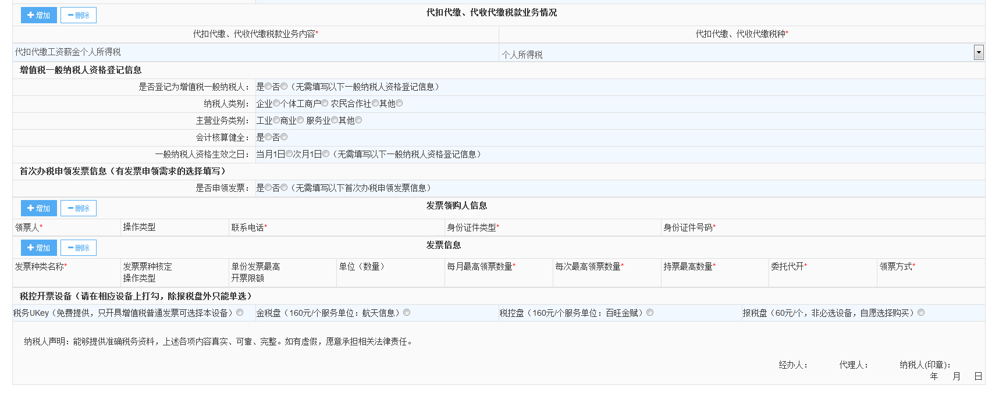 增加 删除 代扣代缴、代收代缴税款业务情况
代扣代缴、代收代缴税款业务内容* 代扣代缴、代收代缴税种*
代扣代缴工资薪金个人所得税 个人所得税
增值税一般纳税人资格登记信息
是否登记为增值税一般纳税人： 是 否 （无需填写以下一般纳税人资格登记信息）
纳税人类别： 企业 个体工商户 农民合作社 其他
主营业务类别： 工业 商业 服务业 其他
会计核算健全： 是 否
一般纳税人资格生效之日： 当月1日 次月1日 （无需填写以下一般纳税人资格登记信息）
首次办税申领发票信息（有发票申领需求的选择填写）
是否申领发票： 是 否 （无需填写以下首次办税申领发票信息）
增加 删除 发票领购人信息
领票人* 操作类型 联系电话* 身份证件类型* 身份证件号码*
增加 删除 发票信息
发票种类名称* 发票票种核定 单份发票最高 单位（数量） 每月最高领票数量* 每次最高领票数量* 持票最高数量* 委托代开* 领票方式*
操作类型 开票限额
税控开票设备（请在相应设备上打勾，除报税盘外只能单选）
税务UKey（免费提供，只开具增值税普通发票可选择本设备） 金税盘（160元/个服务单位：航天信息） 税控盘（160元/个服务单位：百旺金赋） 报税盘（60元/个，非必选设备，自愿选择购买）
纳税人声明：能够提供准确税务资料，上述各项内容真实、可靠、完整。如有虚假，愿意承担相关法律责任。
经办人： 代理人： 纳税人(印章)：
年 月 日